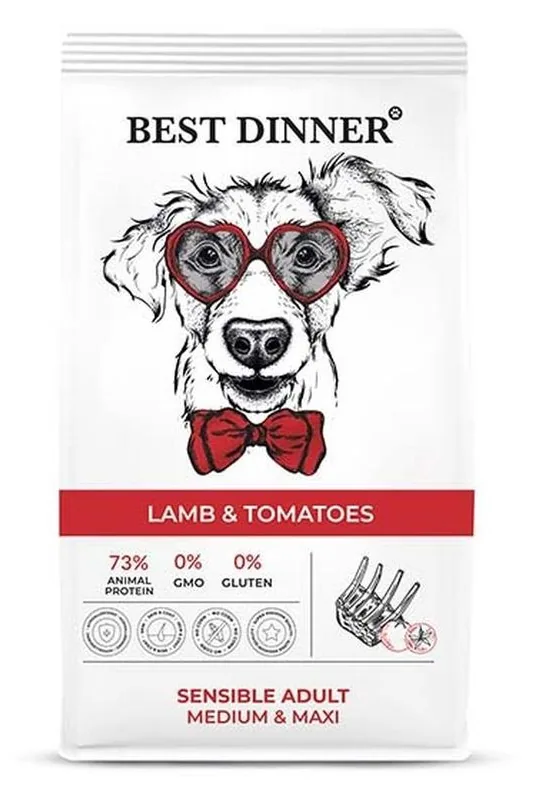 BEST DINNER
LAMB & TOMATOES
73%
ANIMAL
PROTEIN
0%
GMO
0%
GLUTEN
SENSIBLE ADULT
MEDIUM & MAXI